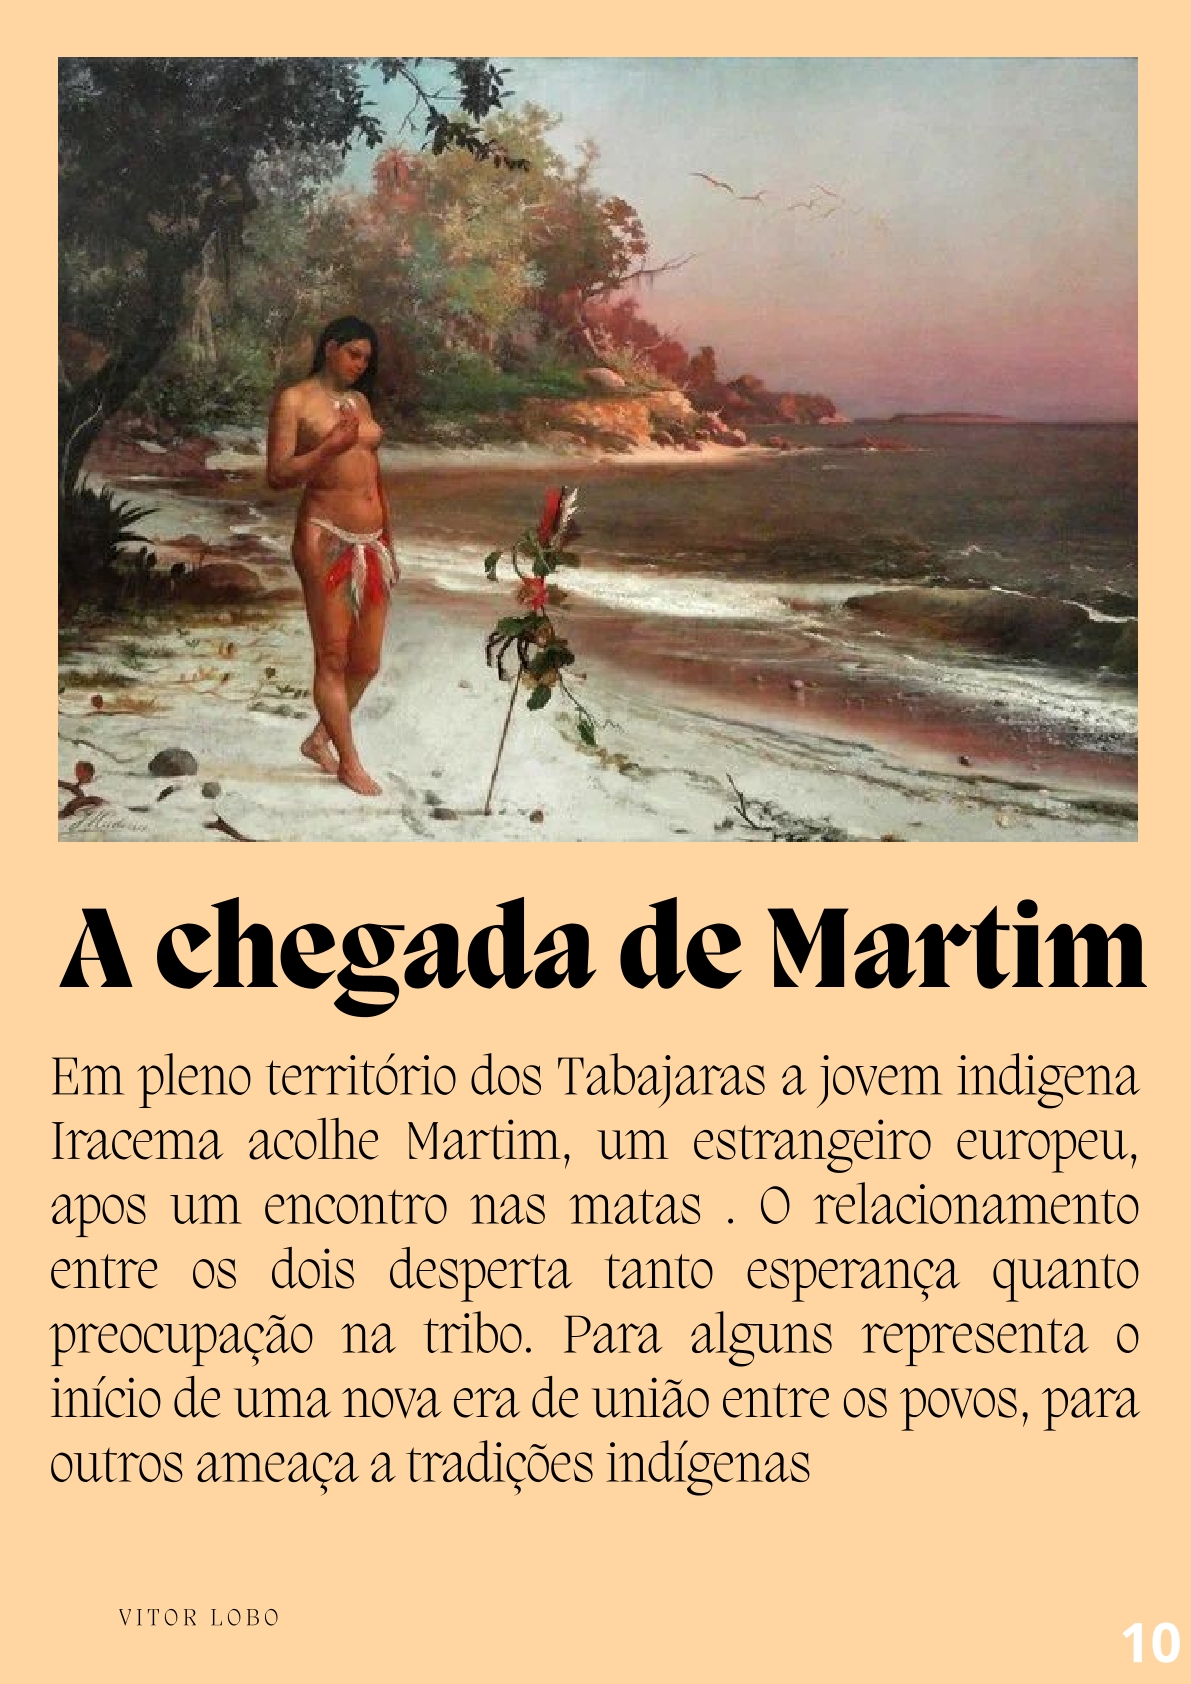 A chegada de Martim
Em pleno território dos Tabajaras a jovem indigena
Iracema acolhe Martim, um estrangeiro europeu,
apos um encontro nas matas . O relacionamento
entre os dois desperta tanto esperança quanto
preocupação na tribo. Para alguns representa o
início de uma nova era de união entre os povos, para
outros ameaça a tradições indígenas
VITOR LOBO
10